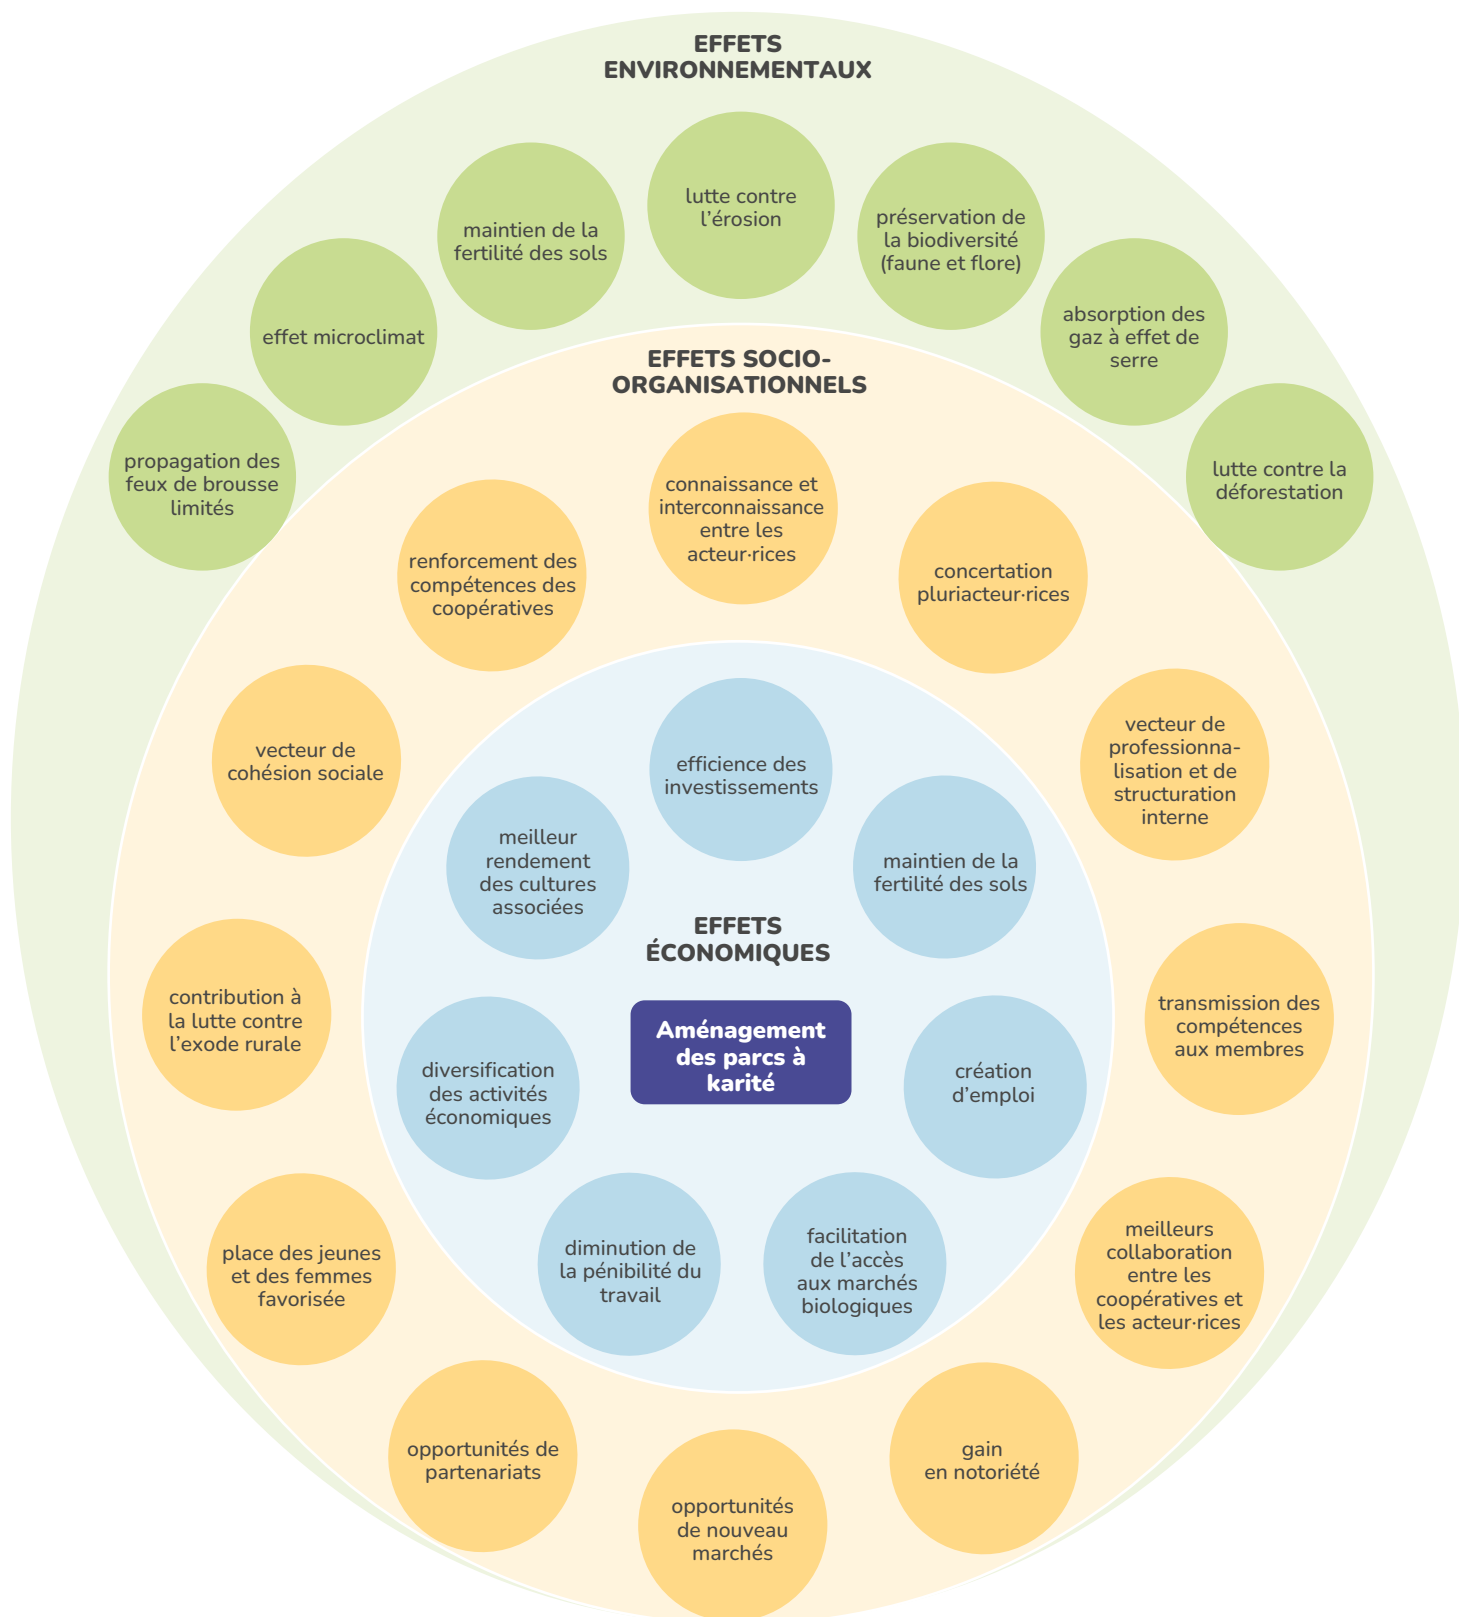 EFFETS
ENVIRONNEMENTAUX
lutte contre
l’érosion
maintien de la
fertilité des sols
préservation de
la biodiversité
(faune et flore)
effet microclimat
absorption des
gaz à effet de
serre
propagation des
feux de brousse
limités
lutte contre la
déforestation
EFFETS SOCIO-
ORGANISATIONNELS
connaissance et
interconnaissance
entre les
acteur·rices
renforcement des
compétences des
coopératives
concertation
pluriacteur·rices
vecteur de
cohésion sociale
vecteur de
professionna-
lisation et de
structuration
interne
contribution à
la lutte contre
l’exode rurale
transmission des
compétences
aux membres
place des jeunes
et des femmes
favorisée
meilleurs
collaboration
entre les
coopératives et
les acteur·rices
opportunités de
partenariats
gain
en notoriété
opportunités
de nouveau
marchés
efficience des
investissements
meilleur
rendement
des cultures
associées
maintien de la
fertilité des sols
EFFETS
ÉCONOMIQUES
Aménagement
des parcs à
karité
diversification
des activités
économiques
création
d’emploi
diminution de
la pénibilité du
travail
facilitation
de l’accès
aux marchés
biologiques